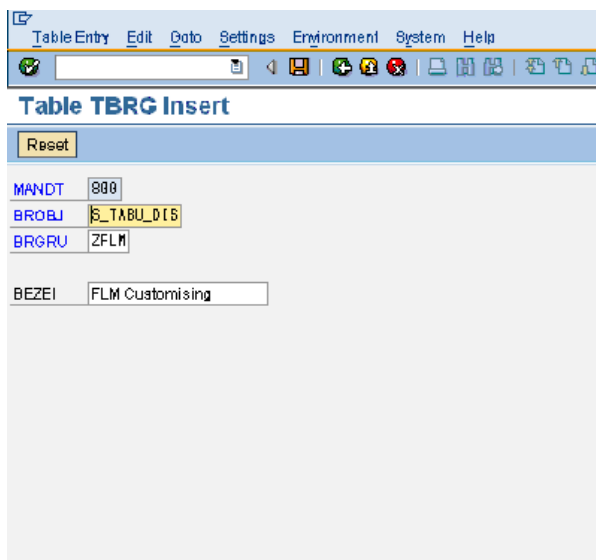 Table Entry Edit Goto Settings Environment System Help
Table TBRG Insert
Reset
MANDT 800
BROBJ S_TABU_DIS
BRGRU ZFLM
BEZEI FLM Customising